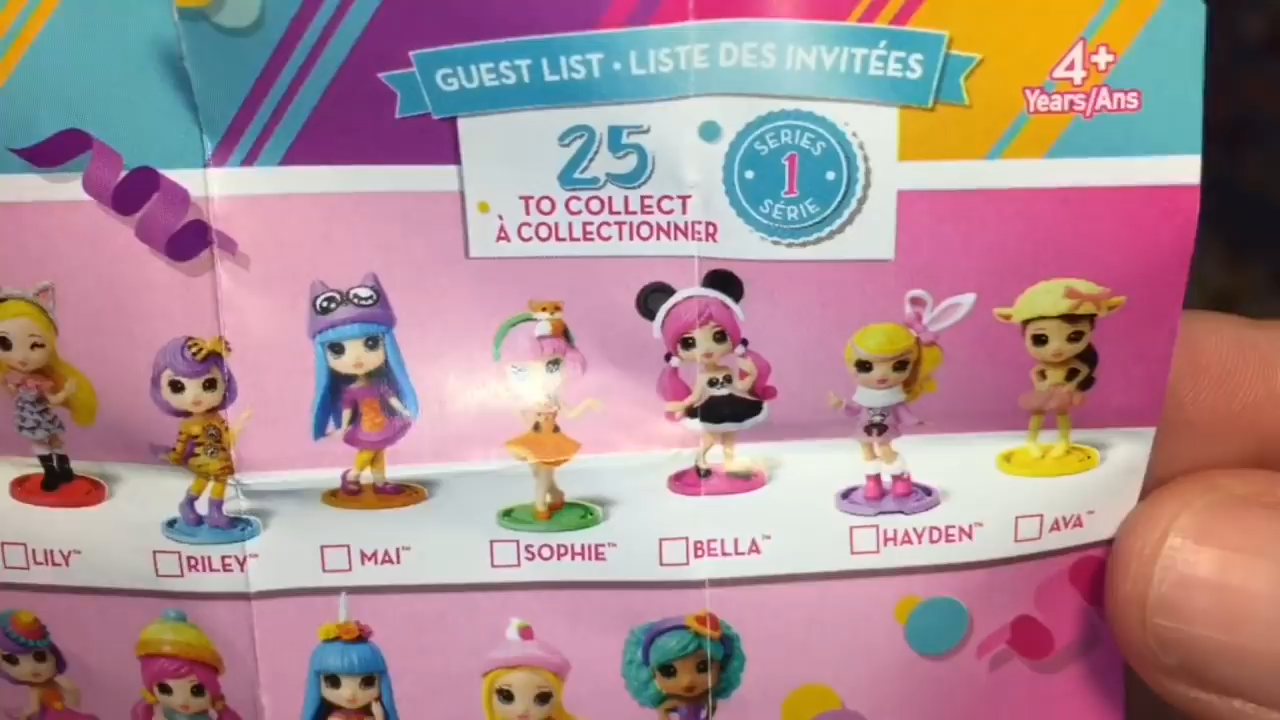 GUEST LIST • LISTE DES INVITÉES
4+
Years/Ans
25
TO COLLECT
À COLLECTIONNER
SERIES
1
SÉRIE
LILY™
RILEY™
MAI™
SOPHIE™
BELLA™
HAYDEN™
AVA™